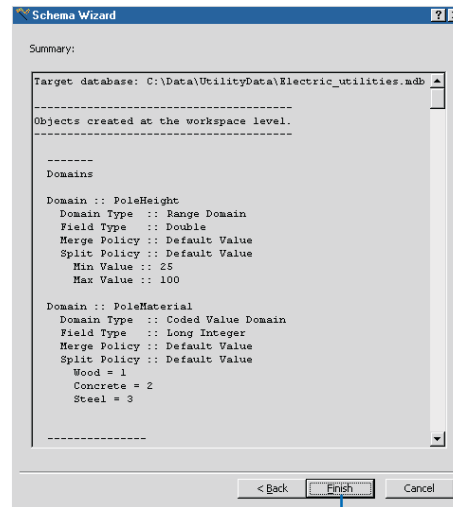 Schema Wizard
Summary:
Target database: C:\Data\UtilityData\Electric_utilities.mdb
---------------------------------------
Objects created at the workspace level.
---------------------------------------
-------
Domains
Domain :: PoleHeight
Domain Type :: Range Domain
Field Type :: Double
Merge Policy :: Default Value
Split Policy :: Default Value
Min Value :: 25
Max Value :: 100
Domain :: PoleMaterial
Domain Type :: Coded Value Domain
Field Type :: Long Integer
Merge Policy :: Default Value
Split Policy :: Default Value
Wood = 1
Concrete = 2
Steel = 3
---------------
< Back Finish Cancel